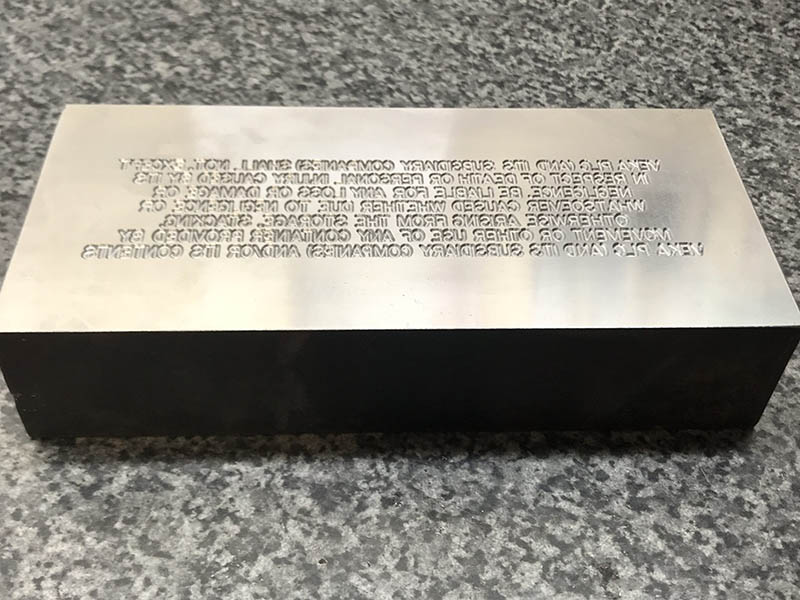 VEKA PLC (AND ITS SUBSIDIARY COMPANIES) SHALL NOT, EXCEPT
IN RESPECT OF DEATH OR PERSONAL INJURY CAUSED BY ITS
NEGLIGENCE, BE LIABLE FOR ANY LOSS OR DAMAGE, OR
WHATSOEVER CAUSED WHETHER DUE TO NEGLIGENCE OR
OTHERWISE ARISING FROM THE STORAGE, STACKING,
MOVEMENT OR OTHER USE OF ANY CONTAINER PROVIDED BY
VEKA PLC (AND ITS SUBSIDIARY COMPANIES) AND/OR ITS CONTENTS